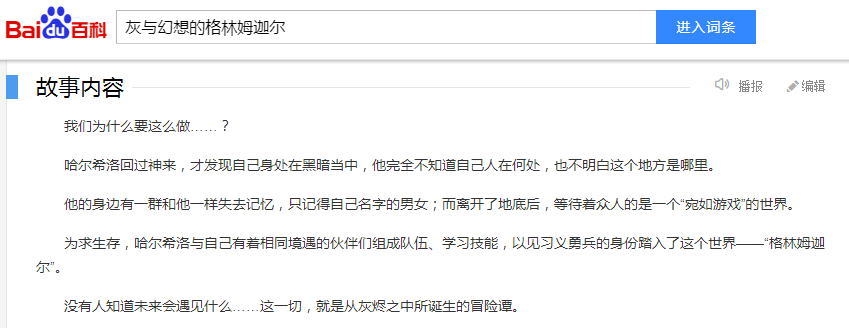 Baidu百科
灰与幻想的格林姆迦尔
进入词条
故事内容
播报
编辑
我们为什么要这么做……？
哈尔希洛回过神来，才发现自己身处在黑暗当中，他完全不知道自己人在何处，也不明白这个地方是哪里。
他的身边有一群和他一样失去记忆，只记得自己名字的男女；而离开了地底后，等待着众人的是一个“宛如游戏”的世界。
为求生存，哈尔希洛与自己有着相同境遇的伙伴们组成队伍、学习技能，以见习义勇兵的身份踏入了这个世界——“格林姆迦
尔”。
没有人知道未来会遇见什么……这一切，就是从灰烬之中所诞生的冒险谭。